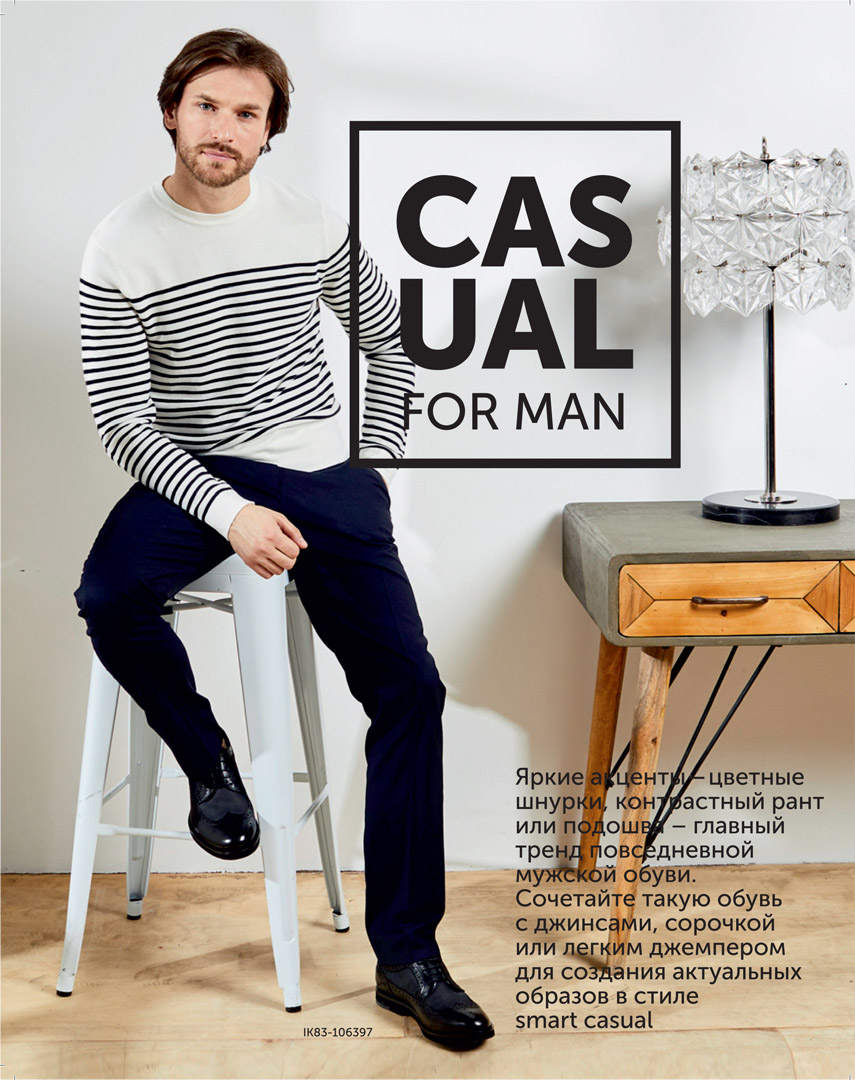 CAS
UAL
FOR MAN
Яркие акценты – цветные
шнурки, контрастный рант
или подошва – главный
тренд повседневной
мужской обуви.
Сочетайте такую обувь
с джинсами, сорочкой
или легким джемпером
для создания актуальных
образов в стиле
smart casual
IK83-106397